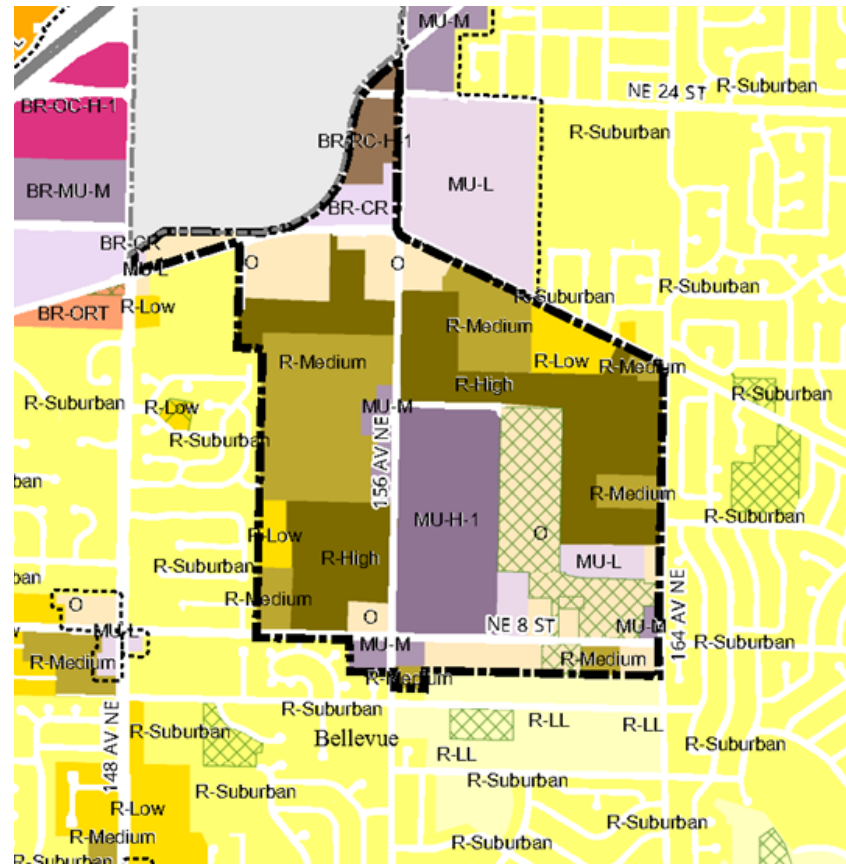 MU-M
R-Suburban
NE 24 ST
BR-OC-H-1
R-Suburban
BR-RC-H-1
MU-L
BR-MU-M
BR-CR
BR-CR
O
O
MU-L
R-Suburban
R-Suburban
R-Low
BR-ORT
R-Medium
R-Medium
R-Low
R-Medium
R-High
R-Suburban
R-Suburban
R-Low
MU-M
R-Suburban
156 AV NE
R-Medium
R-Suburban
MU-H-1
O
R-Low
R-High
MU-L
R-Suburban
R-Medium
O
O
NE 8 ST
MU-M
164 AV NE
MU-L
MU-M
R-Suburban
R-Medium
R-Medium
R-Medium
R-Suburban
R-LL
R-LL
R-Suburban
Bellevue
R-Suburban
148 AV NE
R-LL
R-Suburban
R-Suburban
R-Low
R-Suburban
R-Medium
R-Suburban
R-Suburban